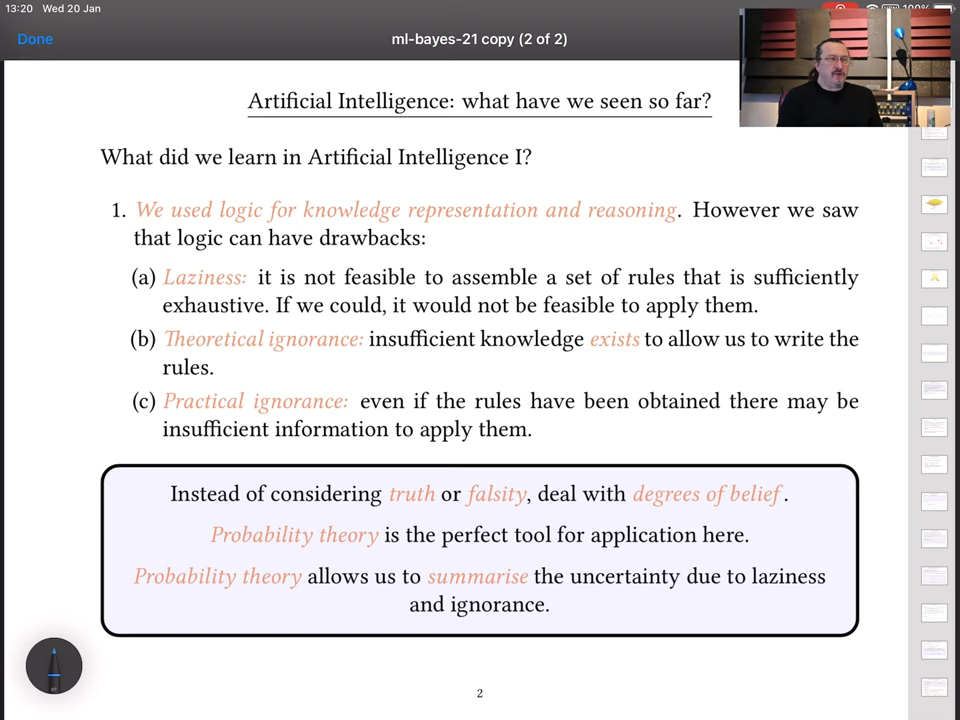 13:20 Wed 20 Jan
100%
Done
ml-bayes-21 copy (2 of 2)
Artificial Intelligence: what have we seen so far?
What did we learn in Artificial Intelligence I?
1. We used logic for knowledge representation and reasoning. However we saw
that logic can have drawbacks:
(a) Laziness: it is not feasible to assemble a set of rules that is sufficiently
exhaustive. If we could, it would not be feasible to apply them.
(b) Theoretical ignorance: insufficient knowledge exists to allow us to write the
rules.
(c) Practical ignorance: even if the rules have been obtained there may be
insufficient information to apply them.
Instead of considering truth or falsity, deal with degrees of belief.
Probability theory is the perfect tool for application here.
Probability theory allows us to summarise the uncertainty due to laziness
and ignorance.
2